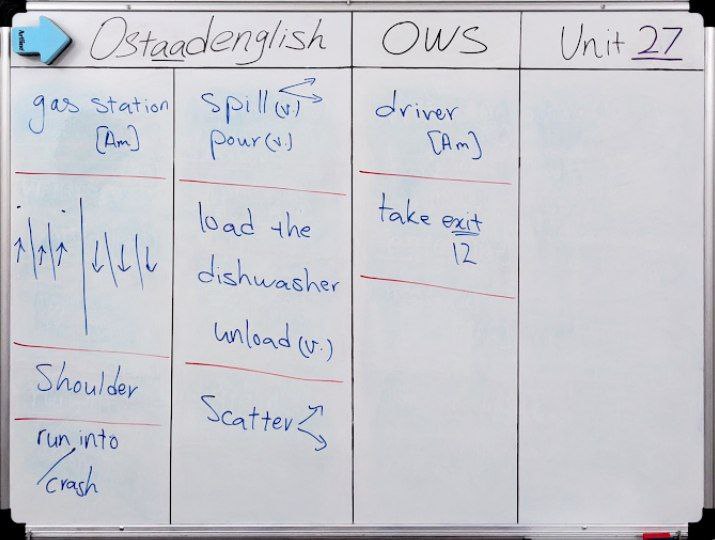 Artline
Ostaadenglish
OWS
Unit 27
gas station
[Am]
Shoulder
run into
/crash
spill (v.)
pour (v.)
load the
dishwasher
unload (v.)
Scatter
driver
[Am]
take exit
12